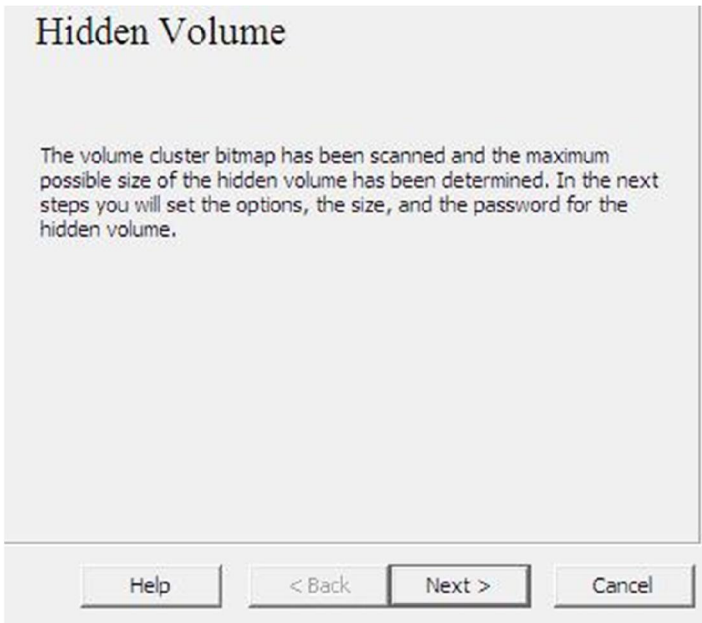 Hidden Volume
The volume cluster bitmap has been scanned and the maximum
possible size of the hidden volume has been determined. In the next
steps you will set the options, the size, and the password for the
hidden volume.
Help
< Back
Next >
Cancel